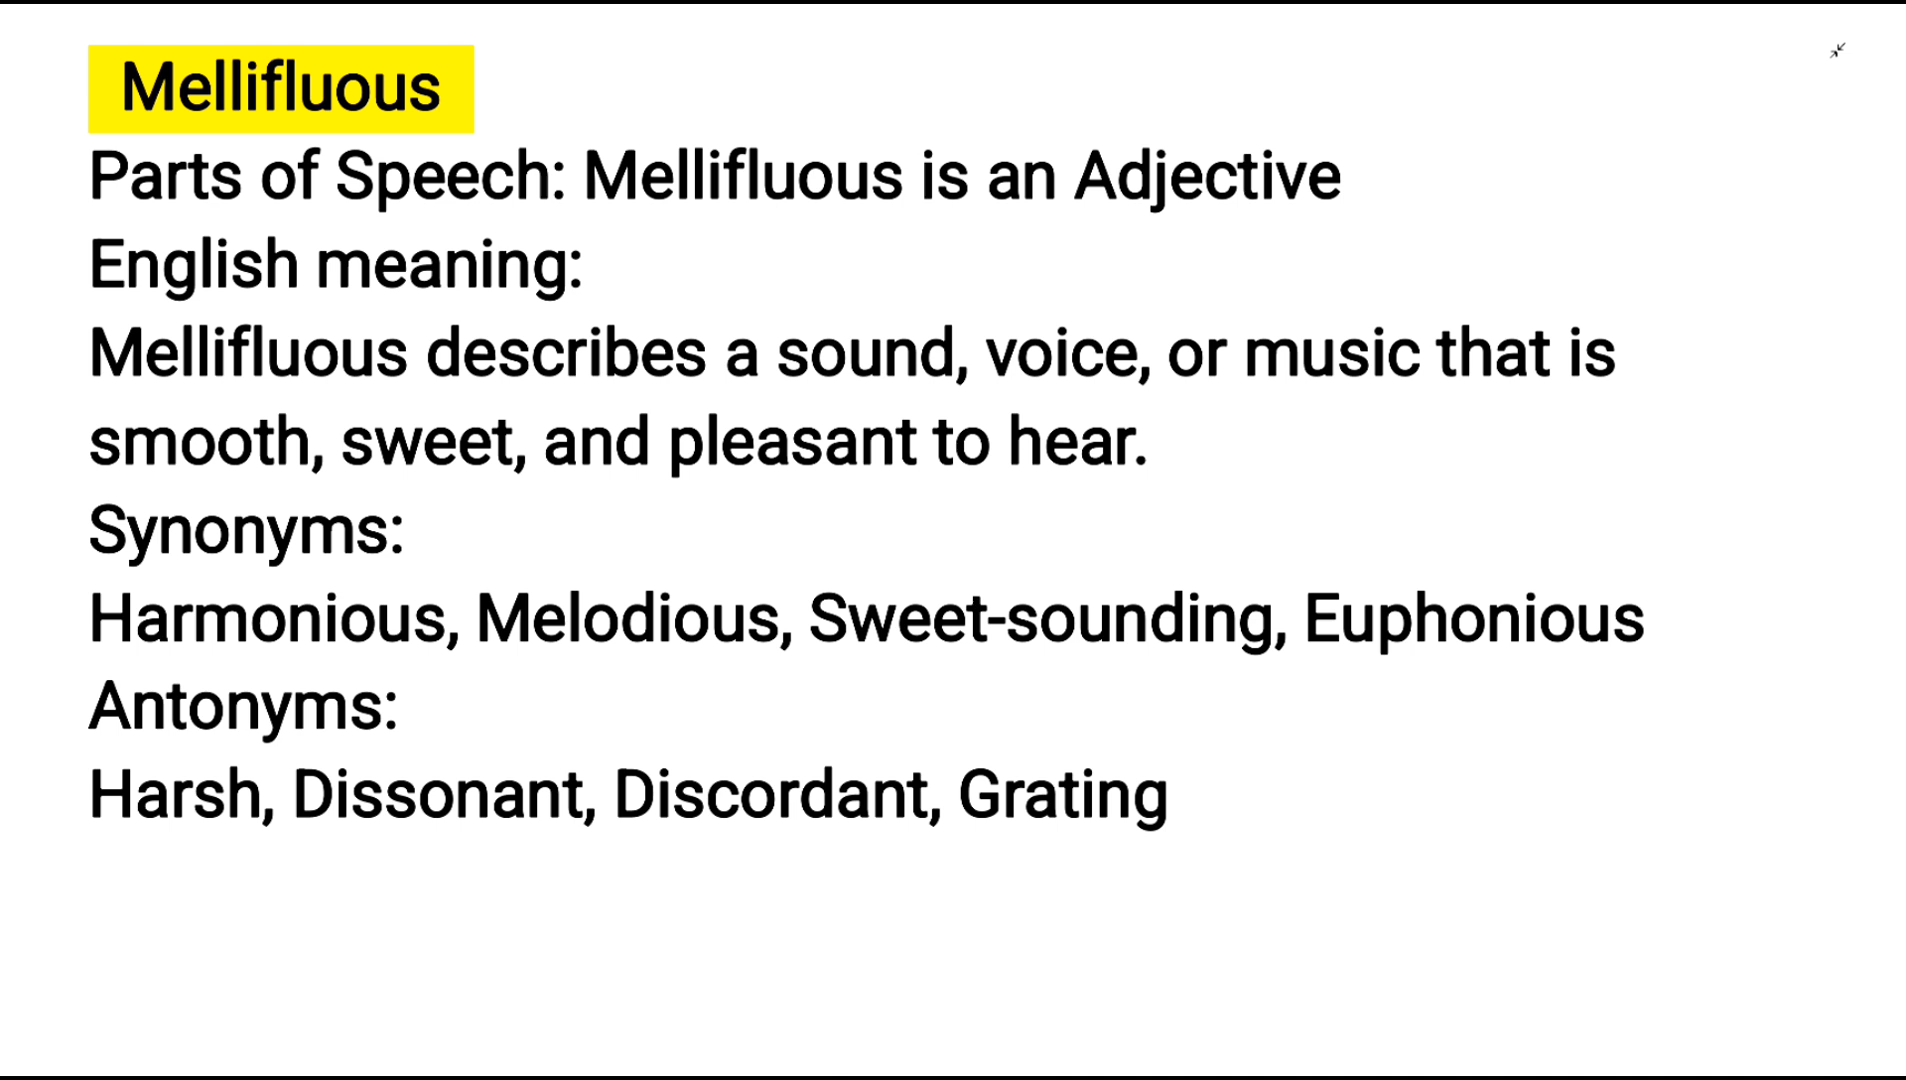 Mellifluous
Parts of Speech: Mellifluous is an Adjective
English meaning:
Mellifluous describes a sound, voice, or music that is
smooth, sweet, and pleasant to hear.
Synonyms:
Harmonious, Melodious, Sweet-sounding, Euphonious
Antonyms:
Harsh, Dissonant, Discordant, Grating